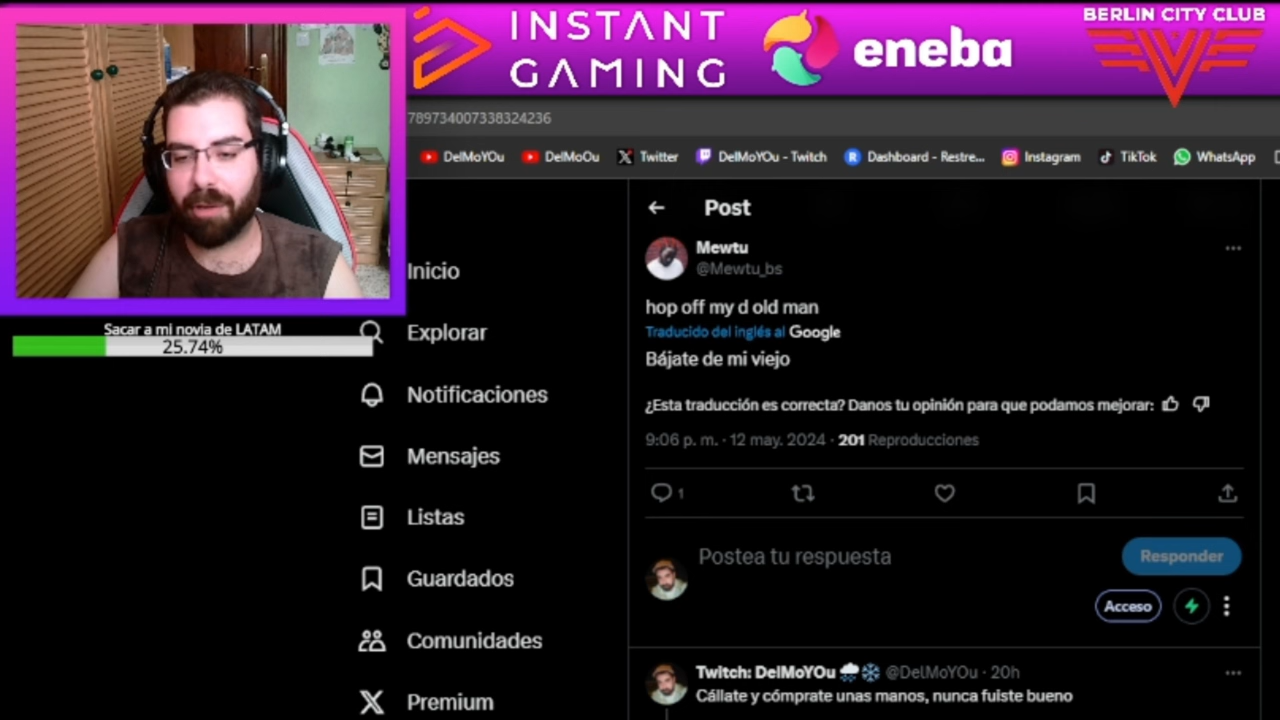 INSTANT
GAMING
eneba
BERLIN CITY CLUB
789734007338324236
DelMoYOu
DelMoOu
Twitter
DelMoYOu - Twitch
Dashboard - Restre...
Instagram
TikTok
WhatsApp
Sacar a mi novia de LATAM
25.74%
Inicio
Explorar
Notificaciones
Mensajes
Listas
Guardados
Comunidades
Premium
Post
Mewtu
@Mewtu_bs
hop off my d old man
Traducido del inglés al Google
Bájate de mi viejo
¿Esta traducción es correcta? Danos tu opinión para que podamos mejorar:
9:06 p. m. · 12 may. 2024 · 201 Reproducciones
1
Postea tu respuesta
Responder
Acceso
Twitch: DelMoYOu 🌨️❄️ @DelMoYOu · 20h
Cállate y cómprate unas manos, nunca fuiste bueno